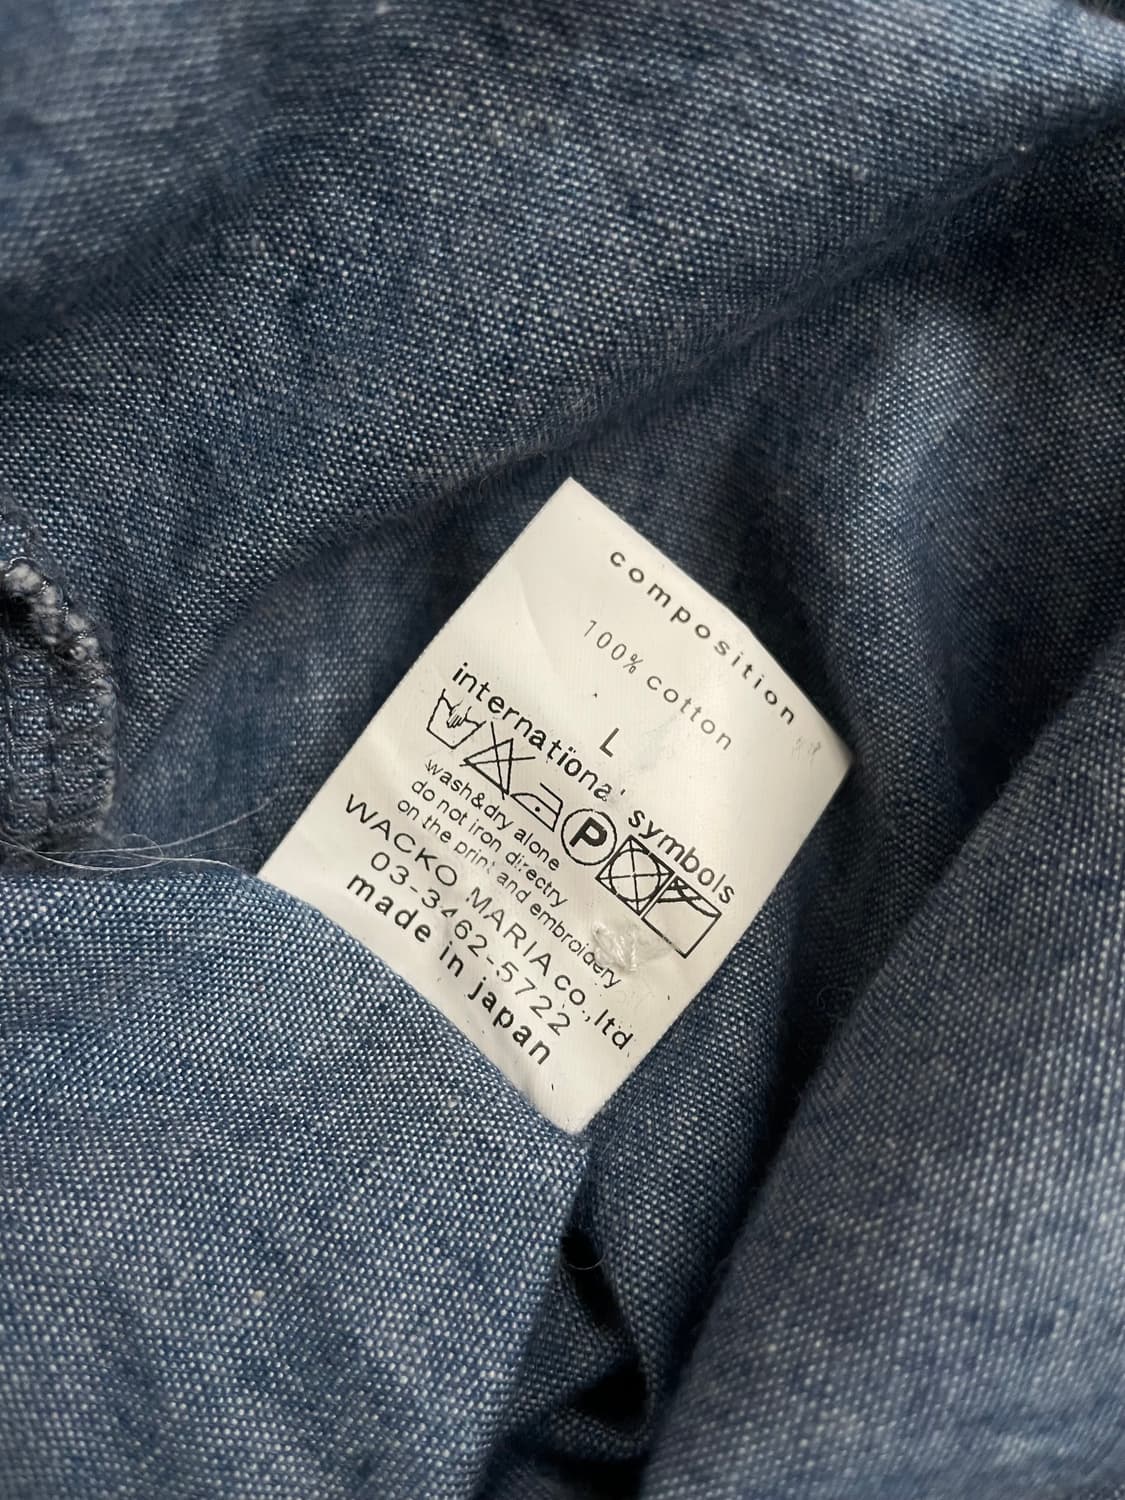 composition
100% cotton
L
international symbols
P
wash&dry alone
do not iron directry
on the print and embroidery
WACKO MARIA co.,ltd.
03-3462-5722
made in japan